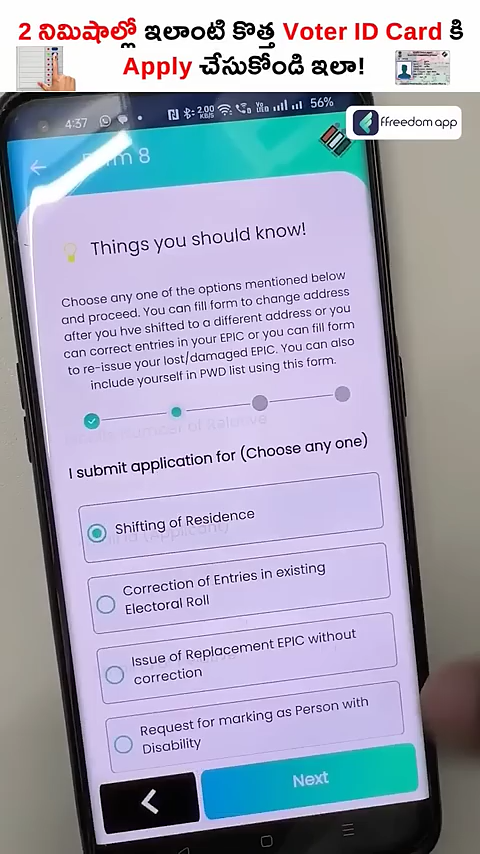 2 నిమిషాల్లో ఇలాంటి కొత్త Voter ID Card కి
Apply చేసుకోండి ఇలా!
ffreedom app
4:37
2.00
KB/S
56%
8
Things you should know!
Choose any one of the options mentioned below
and proceed. You can fill form to change address
after you hve shifted to a different address or you
can correct entries in your EPIC or you can fill form
to re-issue your lost/damaged EPIC. You can also
include yourself in PWD list using this form.
I submit application for (Choose any one)
Shifting of Residence
Correction of Entries in existing
Electoral Roll
Issue of Replacement EPIC without
correction
Request for marking as Person with
Disability
Next